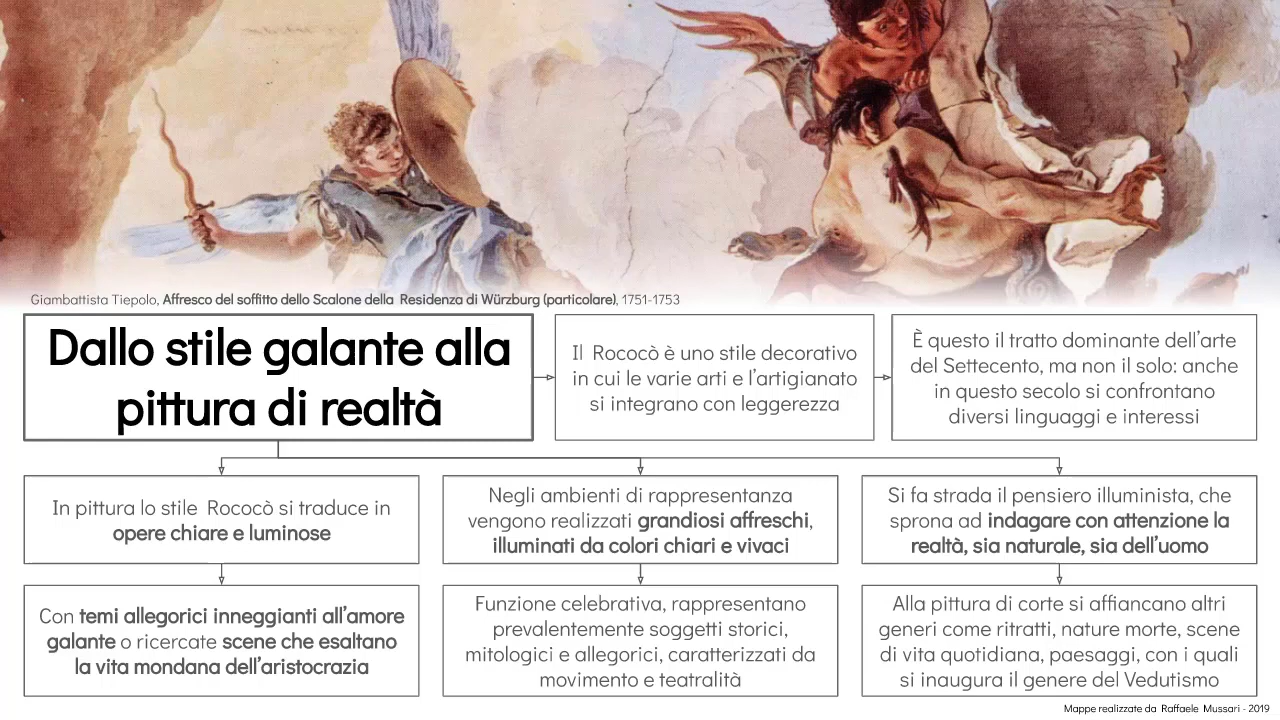 Giambattista Tiepolo, Affresco del soffitto dello Scalone della Residenza di Würzburg (particolare), 1751-1753
Dallo stile galante alla
pittura di realtà
Il Rococò è uno stile decorativo
in cui le varie arti e l'artigianato
si integrano con leggerezza
È questo il tratto dominante dell'arte
del Settecento, ma non il solo: anche
in questo secolo si confrontano
diversi linguaggi e interessi
In pittura lo stile Rococò si traduce in
opere chiare e luminose
Negli ambienti di rappresentanza
vengono realizzati grandiosi affreschi,
illuminati da colori chiari e vivaci
Si fa strada il pensiero illuminista, che
sprona ad indagare con attenzione la
realtà, sia naturale, sia dell'uomo
Con temi allegorici inneggianti all'amore
galante o ricercate scene che esaltano
la vita mondana dell'aristocrazia
Funzione celebrativa, rappresentano
prevalentemente soggetti storici,
mitologici e allegorici, caratterizzati da
movimento e teatralità
Alla pittura di corte si affiancano altri
generi come ritratti, nature morte, scene
di vita quotidiana, paesaggi, con i quali
si inaugura il genere del Vedutismo
Mappe realizzate da Raffaele Mussari - 2019